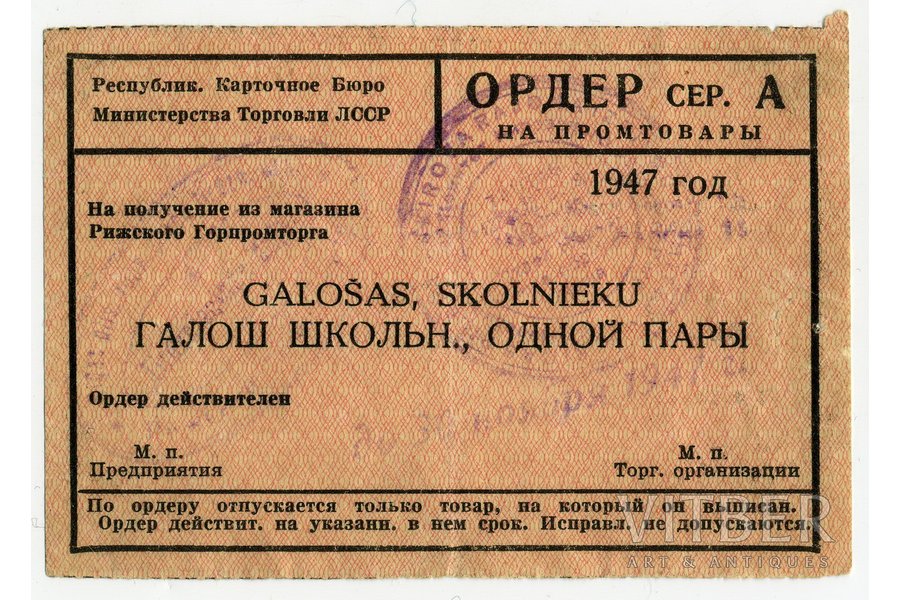 Республик. Карточное Бюро
Министерства Торговли ЛССР
ОРДЕР СЕР. А
НА ПРОМТОВАРЫ
1947 год
На получение из магазина
Рижского Горпромторга
GALOŠAS, SKOLNIEKU
ГАЛОШ ШКОЛЬН., ОДНОЙ ПАРЫ
Ордер действителен
М. п.
Предприятия
М. п.
Торг. организации
По ордеру отпускается только товар, на который он выписан.
Ордер действит. на указанн. в нем срок. Исправл. не допускаются.
VITBER
ART & ANTIQUES